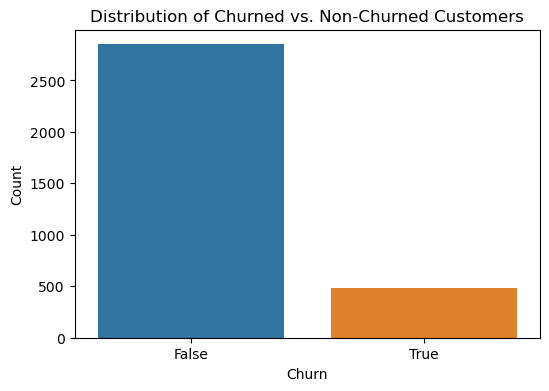 Distribution of Churned vs. Non-Churned Customers
2500
2000
1500
1000
500
0
Count
False
True
Churn